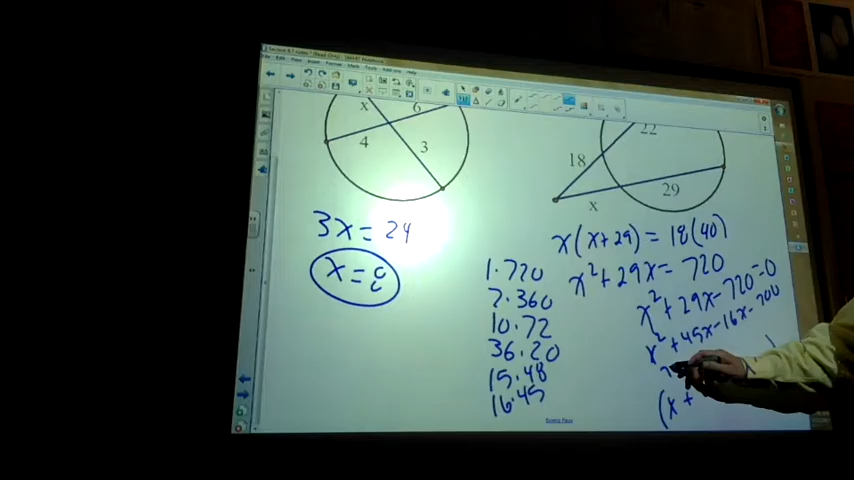 x
6
4
3
3x = 24
x = 8
22
18
29
x
x(x+29) = 18(40)
x² + 29x = 720
x² + 29x - 720 = 0
x² + 45x - 16x - 700
(x +
1·720
2·360
10·72
36·20
15·48
16·45